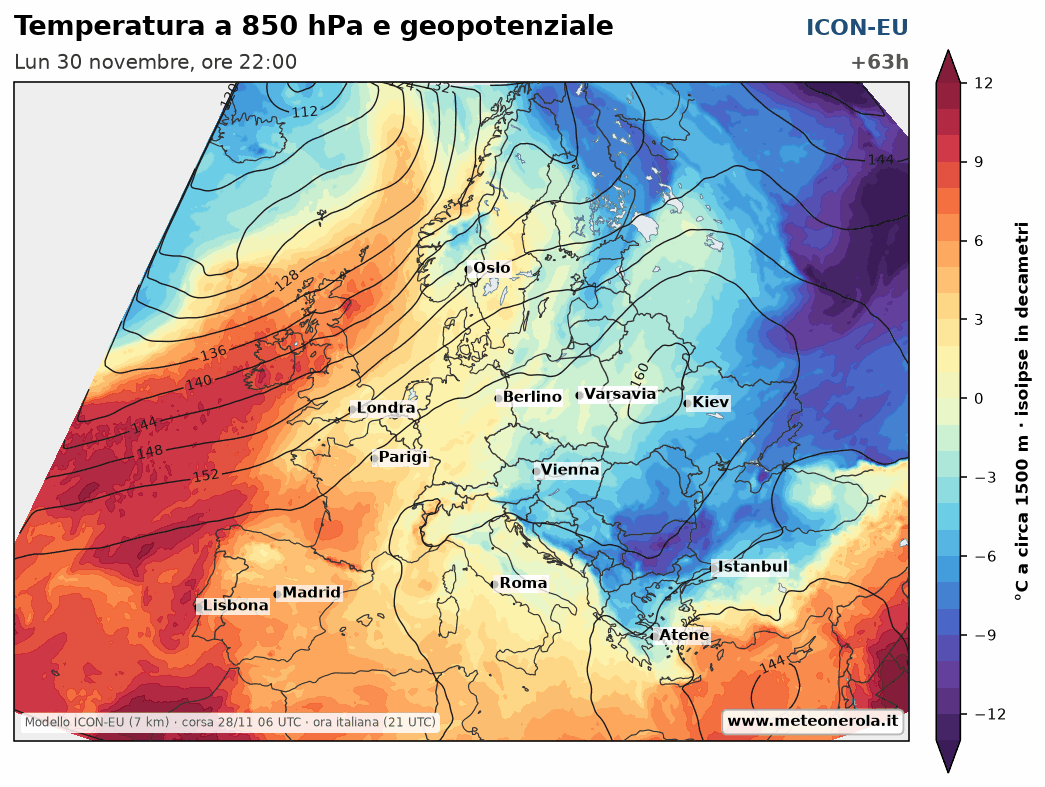 Temperatura a 850 hPa e geopotenziale
ICON-EU
Lun 30 novembre, ore 22:00
+63h
112
144
128
136
140
144
148
152
160
144
Oslo
Berlino
Varsavia
Kiev
Londra
Parigi
Vienna
Istanbul
Roma
Madrid
Lisbona
Atene
12
9
6
3
0
−3
−6
−9
−12
°C a circa 1500 m · isoipse in decametri
Modello ICON-EU (7 km) · corsa 28/11 06 UTC · ora italiana (21 UTC)
www.meteonerola.it